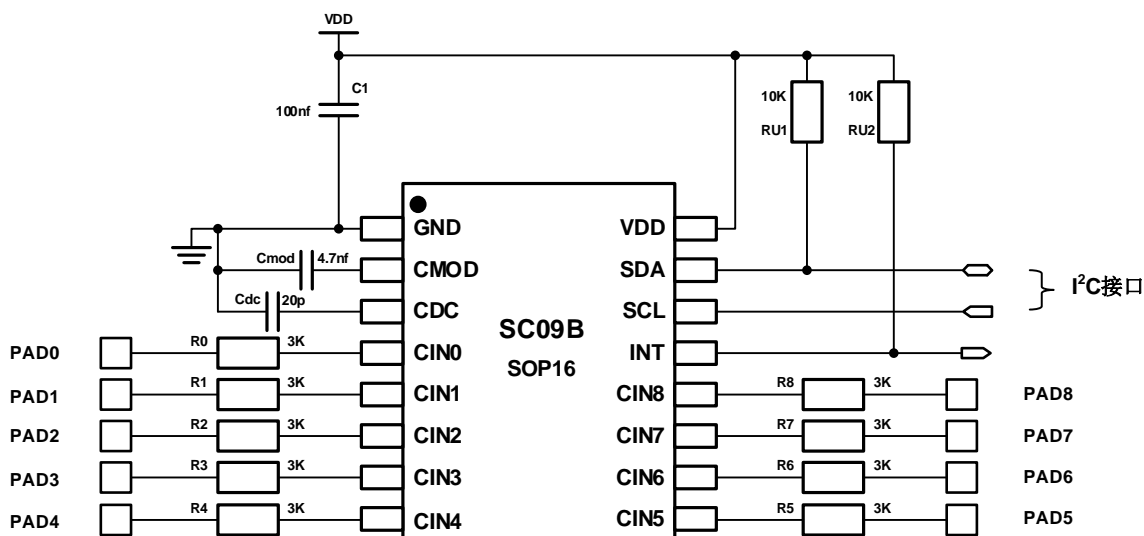 VDD
C1
100nf
10K
RU1
10K
RU2
GND
VDD
Cmod
4.7nf
CMOD
SDA
I²C接口
Cdc
20p
CDC
SCL
SC09B
SOP16
PAD0
R0
3K
CIN0
INT
PAD1
R1
3K
CIN1
CIN8
R8
3K
PAD8
PAD2
R2
3K
CIN2
CIN7
R7
3K
PAD7
PAD3
R3
3K
CIN3
CIN6
R6
3K
PAD6
PAD4
R4
3K
CIN4
CIN5
R5
3K
PAD5